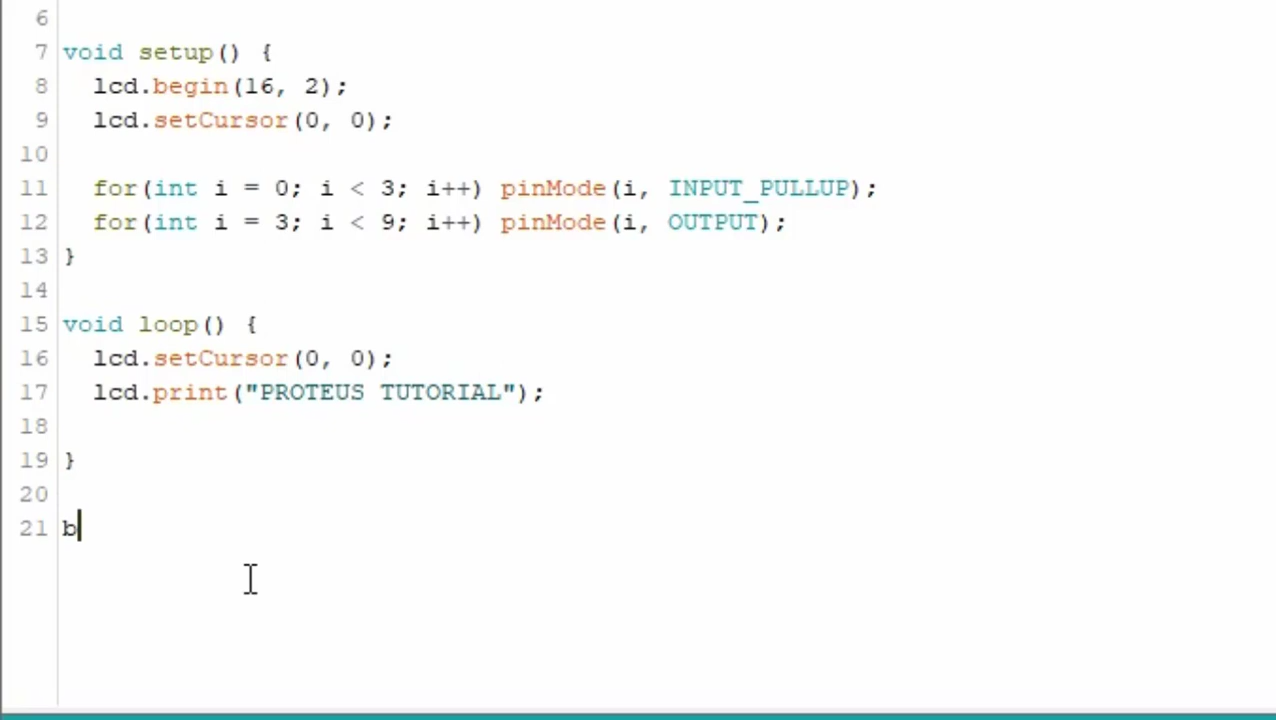 6
7 void setup() {
8   lcd.begin(16, 2);
9   lcd.setCursor(0, 0);
10
11   for(int i = 0; i < 3; i++) pinMode(i, INPUT_PULLUP);
12   for(int i = 3; i < 9; i++) pinMode(i, OUTPUT);
13 }
14
15 void loop() {
16   lcd.setCursor(0, 0);
17   lcd.print("PROTEUS TUTORIAL");
18
19 }
20
21 b